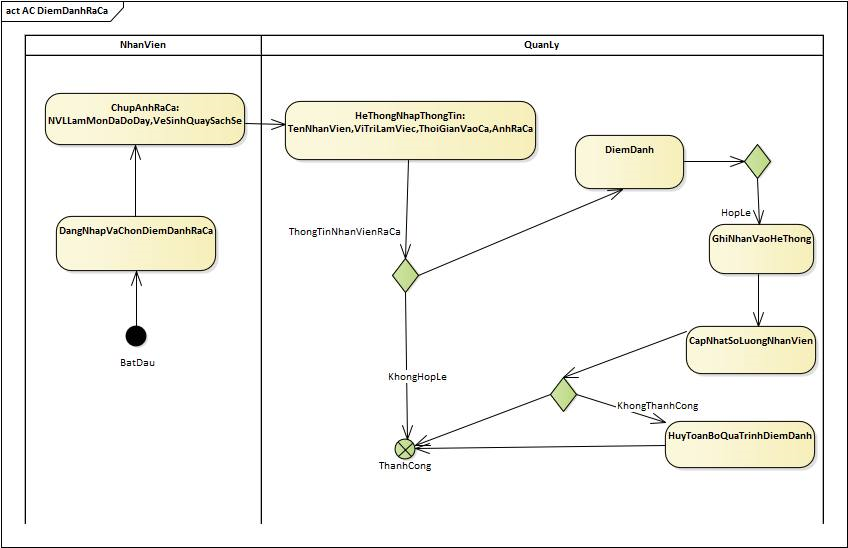 act AC DiemDanhRaCa
NhanVien
QuanLy
ChupAnhRaCa:
NVLLamMonDaDoDay,VeSinhQuaySachSe
HeThongNhapThongTin:
TenNhanVien,ViTriLamViec,ThoiGianVaoCa,AnhRaCa
DiemDanh
HopLe
DangNhapVaChonDiemDanhRaCa
ThongTinNhanVienRaCa
GhiNhanVaoHeThong
CapNhatSoLuongNhanVien
BatDau
KhongHopLe
KhongThanhCong
HuyToanBoQuaTrinhDiemDanh
ThanhCong